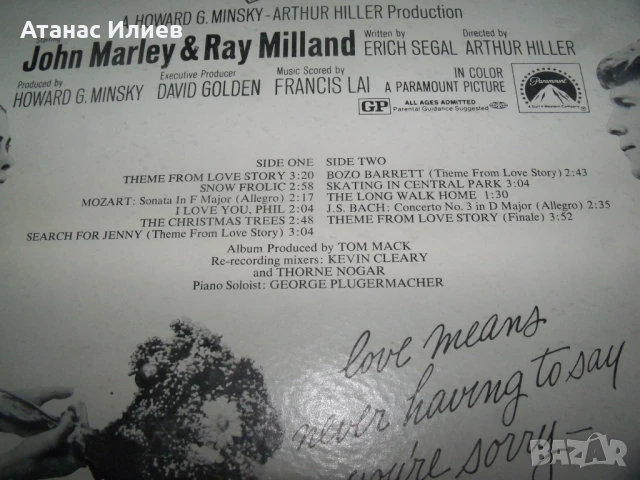 Атанас Илиев
A HOWARD G. MINSKY-ARTHUR HILLER Production
John Marley & Ray Milland
Written by
ERICH SEGAL
Directed by
ARTHUR HILLER
Produced by
HOWARD G. MINSKY
Executive Producer
DAVID GOLDEN
Music Scored by
FRANCIS LAI
IN COLOR
A PARAMOUNT PICTURE
Paramount
GP
ALL AGES ADMITTED
Parental Guidance Suggested
SIDE ONE
THEME FROM LOVE STORY 3:20
SNOW FROLIC 2:58
MOZART: Sonata In F Major (Allegro) 2:17
I LOVE YOU, PHIL 2:04
THE CHRISTMAS TREES 2:48
SEARCH FOR JENNY (Theme From Love Story) 3:04
SIDE TWO
BOZO BARRETT (Theme From Love Story) 2:43
SKATING IN CENTRAL PARK 3:04
THE LONG WALK HOME 1:30
J.S. BACH: Concerto No. 3 in D Major (Allegro) 2:35
THEME FROM LOVE STORY (Finale) 3:52
Album Produced by TOM MACK
Re-recording mixers: KEVIN CLEARY
and THORNE NOGAR
Piano Soloist: GEORGE PLUGERMACHER
love means
never having to say
you're sorry-
BAZAR